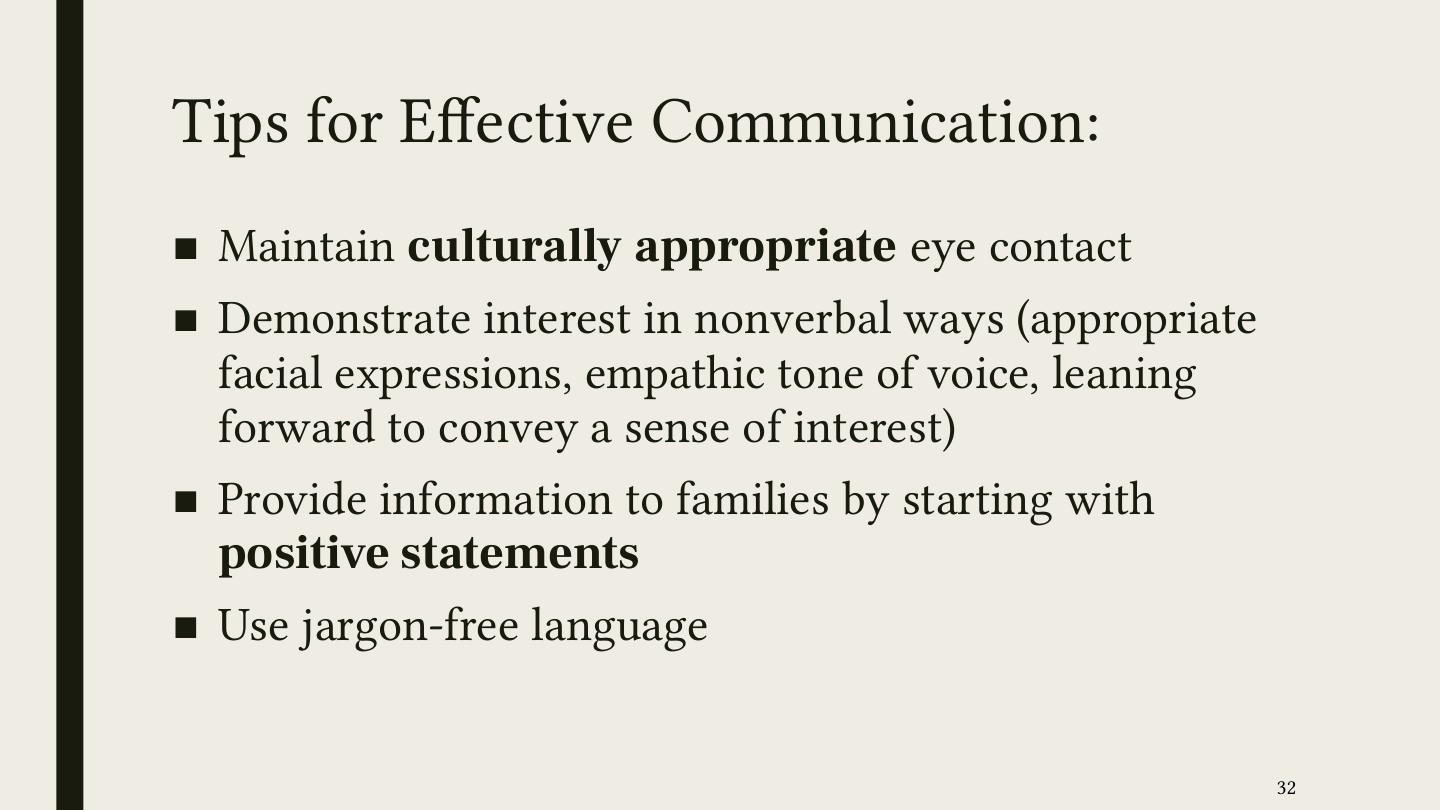 Tips for Effective Communication:
■ Maintain culturally appropriate eye contact
■ Demonstrate interest in nonverbal ways (appropriate
facial expressions, empathic tone of voice, leaning
forward to convey a sense of interest)
■ Provide information to families by starting with
positive statements
■ Use jargon-free language
32